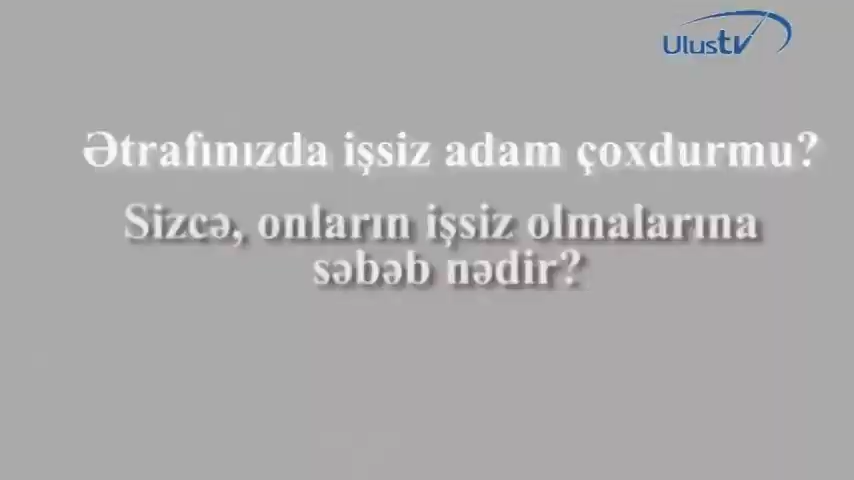 Ulustv
Ətrafınızda işsiz adam çoxdurmu?
Sizcə, onların işsiz olmalarına
səbəb nədir?